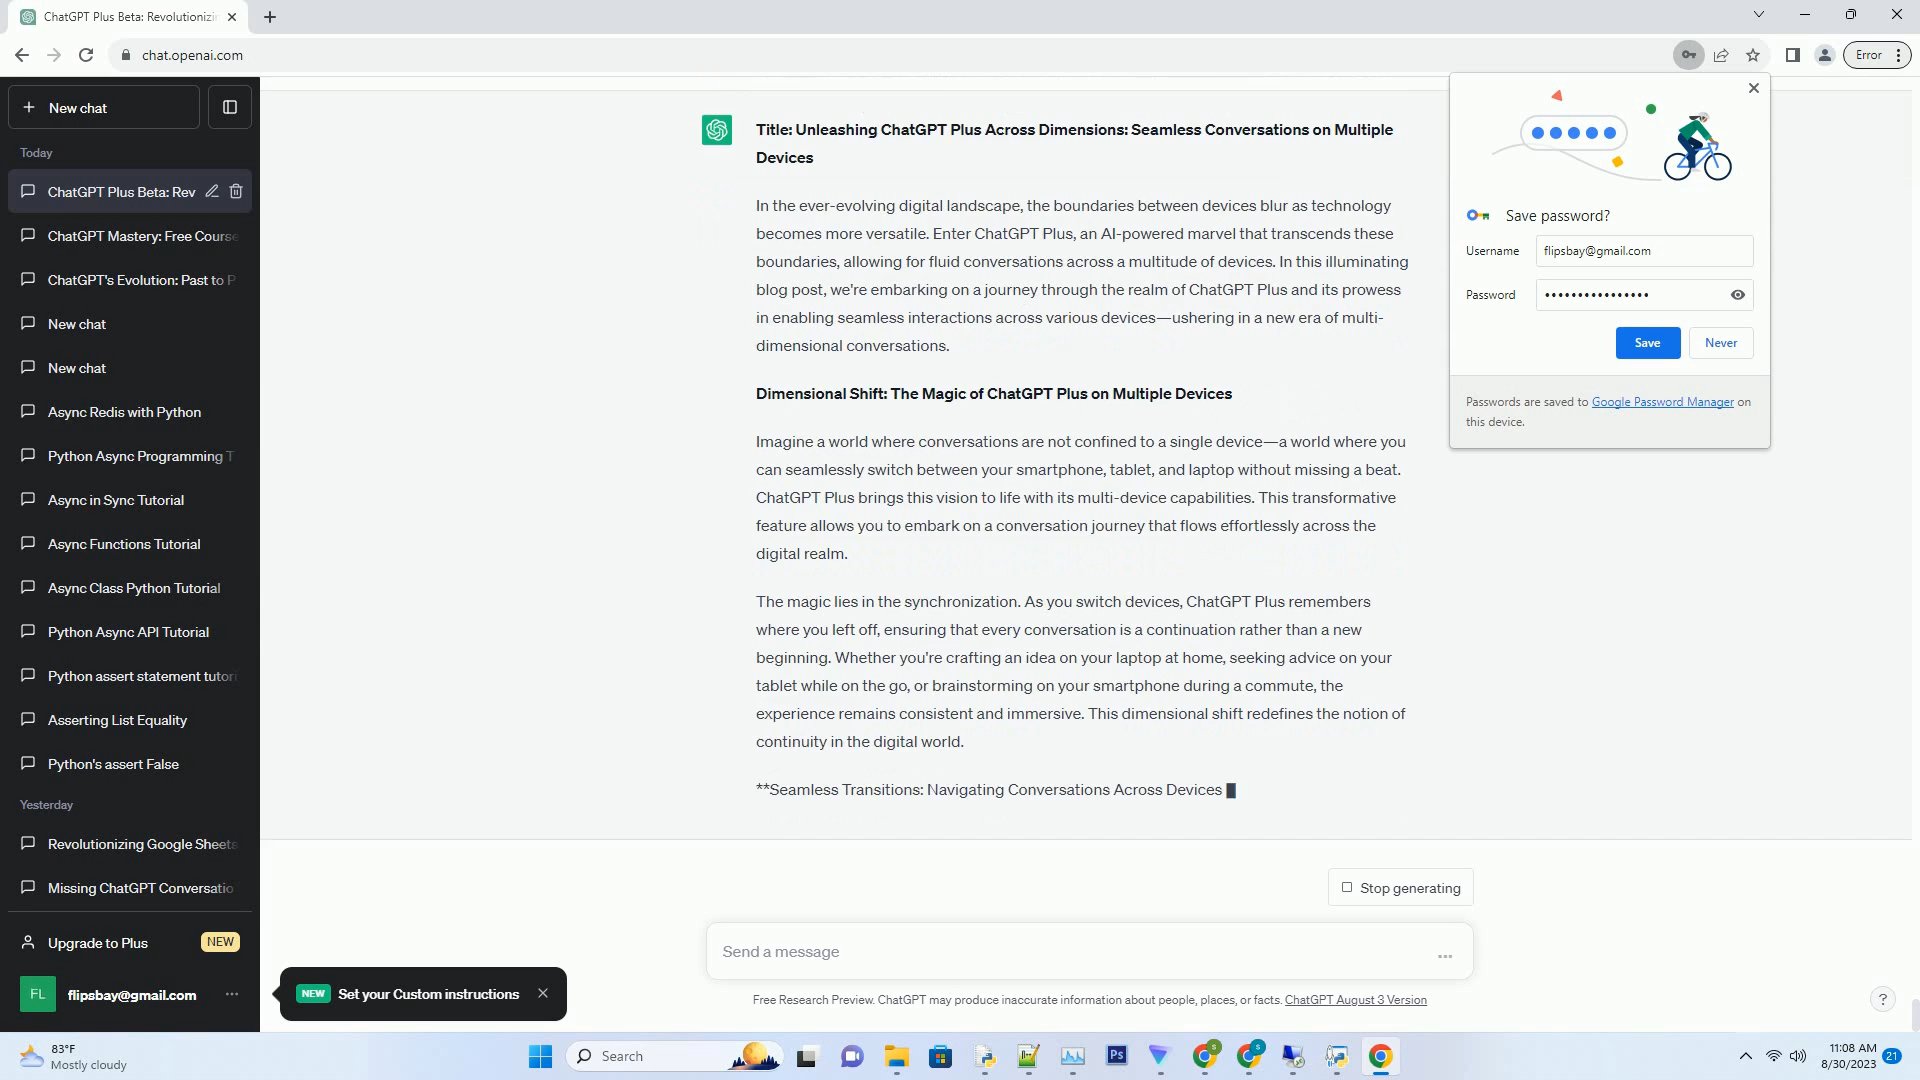 ChatGPT Plus Beta: Revolutionizin
chat.openai.com
Error
New chat
Today
ChatGPT Plus Beta: Rev
ChatGPT Mastery: Free Course
ChatGPT's Evolution: Past to P
New chat
New chat
Async Redis with Python
Python Async Programming T
Async in Sync Tutorial
Async Functions Tutorial
Async Class Python Tutorial
Python Async API Tutorial
Python assert statement tutori
Asserting List Equality
Python's assert False
Yesterday
Revolutionizing Google Sheets
Missing ChatGPT Conversatio
Upgrade to Plus NEW
FL flipsbay@gmail.com
Title: Unleashing ChatGPT Plus Across Dimensions: Seamless Conversations on Multiple
Devices
In the ever-evolving digital landscape, the boundaries between devices blur as technology
becomes more versatile. Enter ChatGPT Plus, an AI-powered marvel that transcends these
boundaries, allowing for fluid conversations across a multitude of devices. In this illuminating
blog post, we're embarking on a journey through the realm of ChatGPT Plus and its prowess
in enabling seamless interactions across various devices—ushering in a new era of multi-
dimensional conversations.
Dimensional Shift: The Magic of ChatGPT Plus on Multiple Devices
Imagine a world where conversations are not confined to a single device—a world where you
can seamlessly switch between your smartphone, tablet, and laptop without missing a beat.
ChatGPT Plus brings this vision to life with its multi-device capabilities. This transformative
feature allows you to embark on a conversation journey that flows effortlessly across the
digital realm.
The magic lies in the synchronization. As you switch devices, ChatGPT Plus remembers
where you left off, ensuring that every conversation is a continuation rather than a new
beginning. Whether you're crafting an idea on your laptop at home, seeking advice on your
tablet while on the go, or brainstorming on your smartphone during a commute, the
experience remains consistent and immersive. This dimensional shift redefines the notion of
continuity in the digital world.
**Seamless Transitions: Navigating Conversations Across Devices
Stop generating
Send a message
Free Research Preview. ChatGPT may produce inaccurate information about people, places, or facts. ChatGPT August 3 Version
NEW Set your Custom instructions
?
Save password?
Username flipsbay@gmail.com
Password ••••••••••••••••
Save Never
Passwords are saved to Google Password Manager on
this device.
83°F
Mostly cloudy
Search
Ps
S
S
11:08 AM
8/30/2023
21